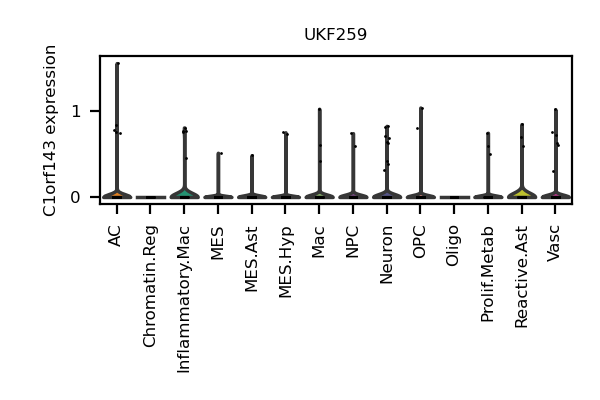 UKF259
C1orf143 expression
1
0
AC
Chromatin.Reg
Inflammatory.Mac
MES
MES.Ast
MES.Hyp
Mac
NPC
Neuron
OPC
Oligo
Prolif.Metab
Reactive.Ast
Vasc